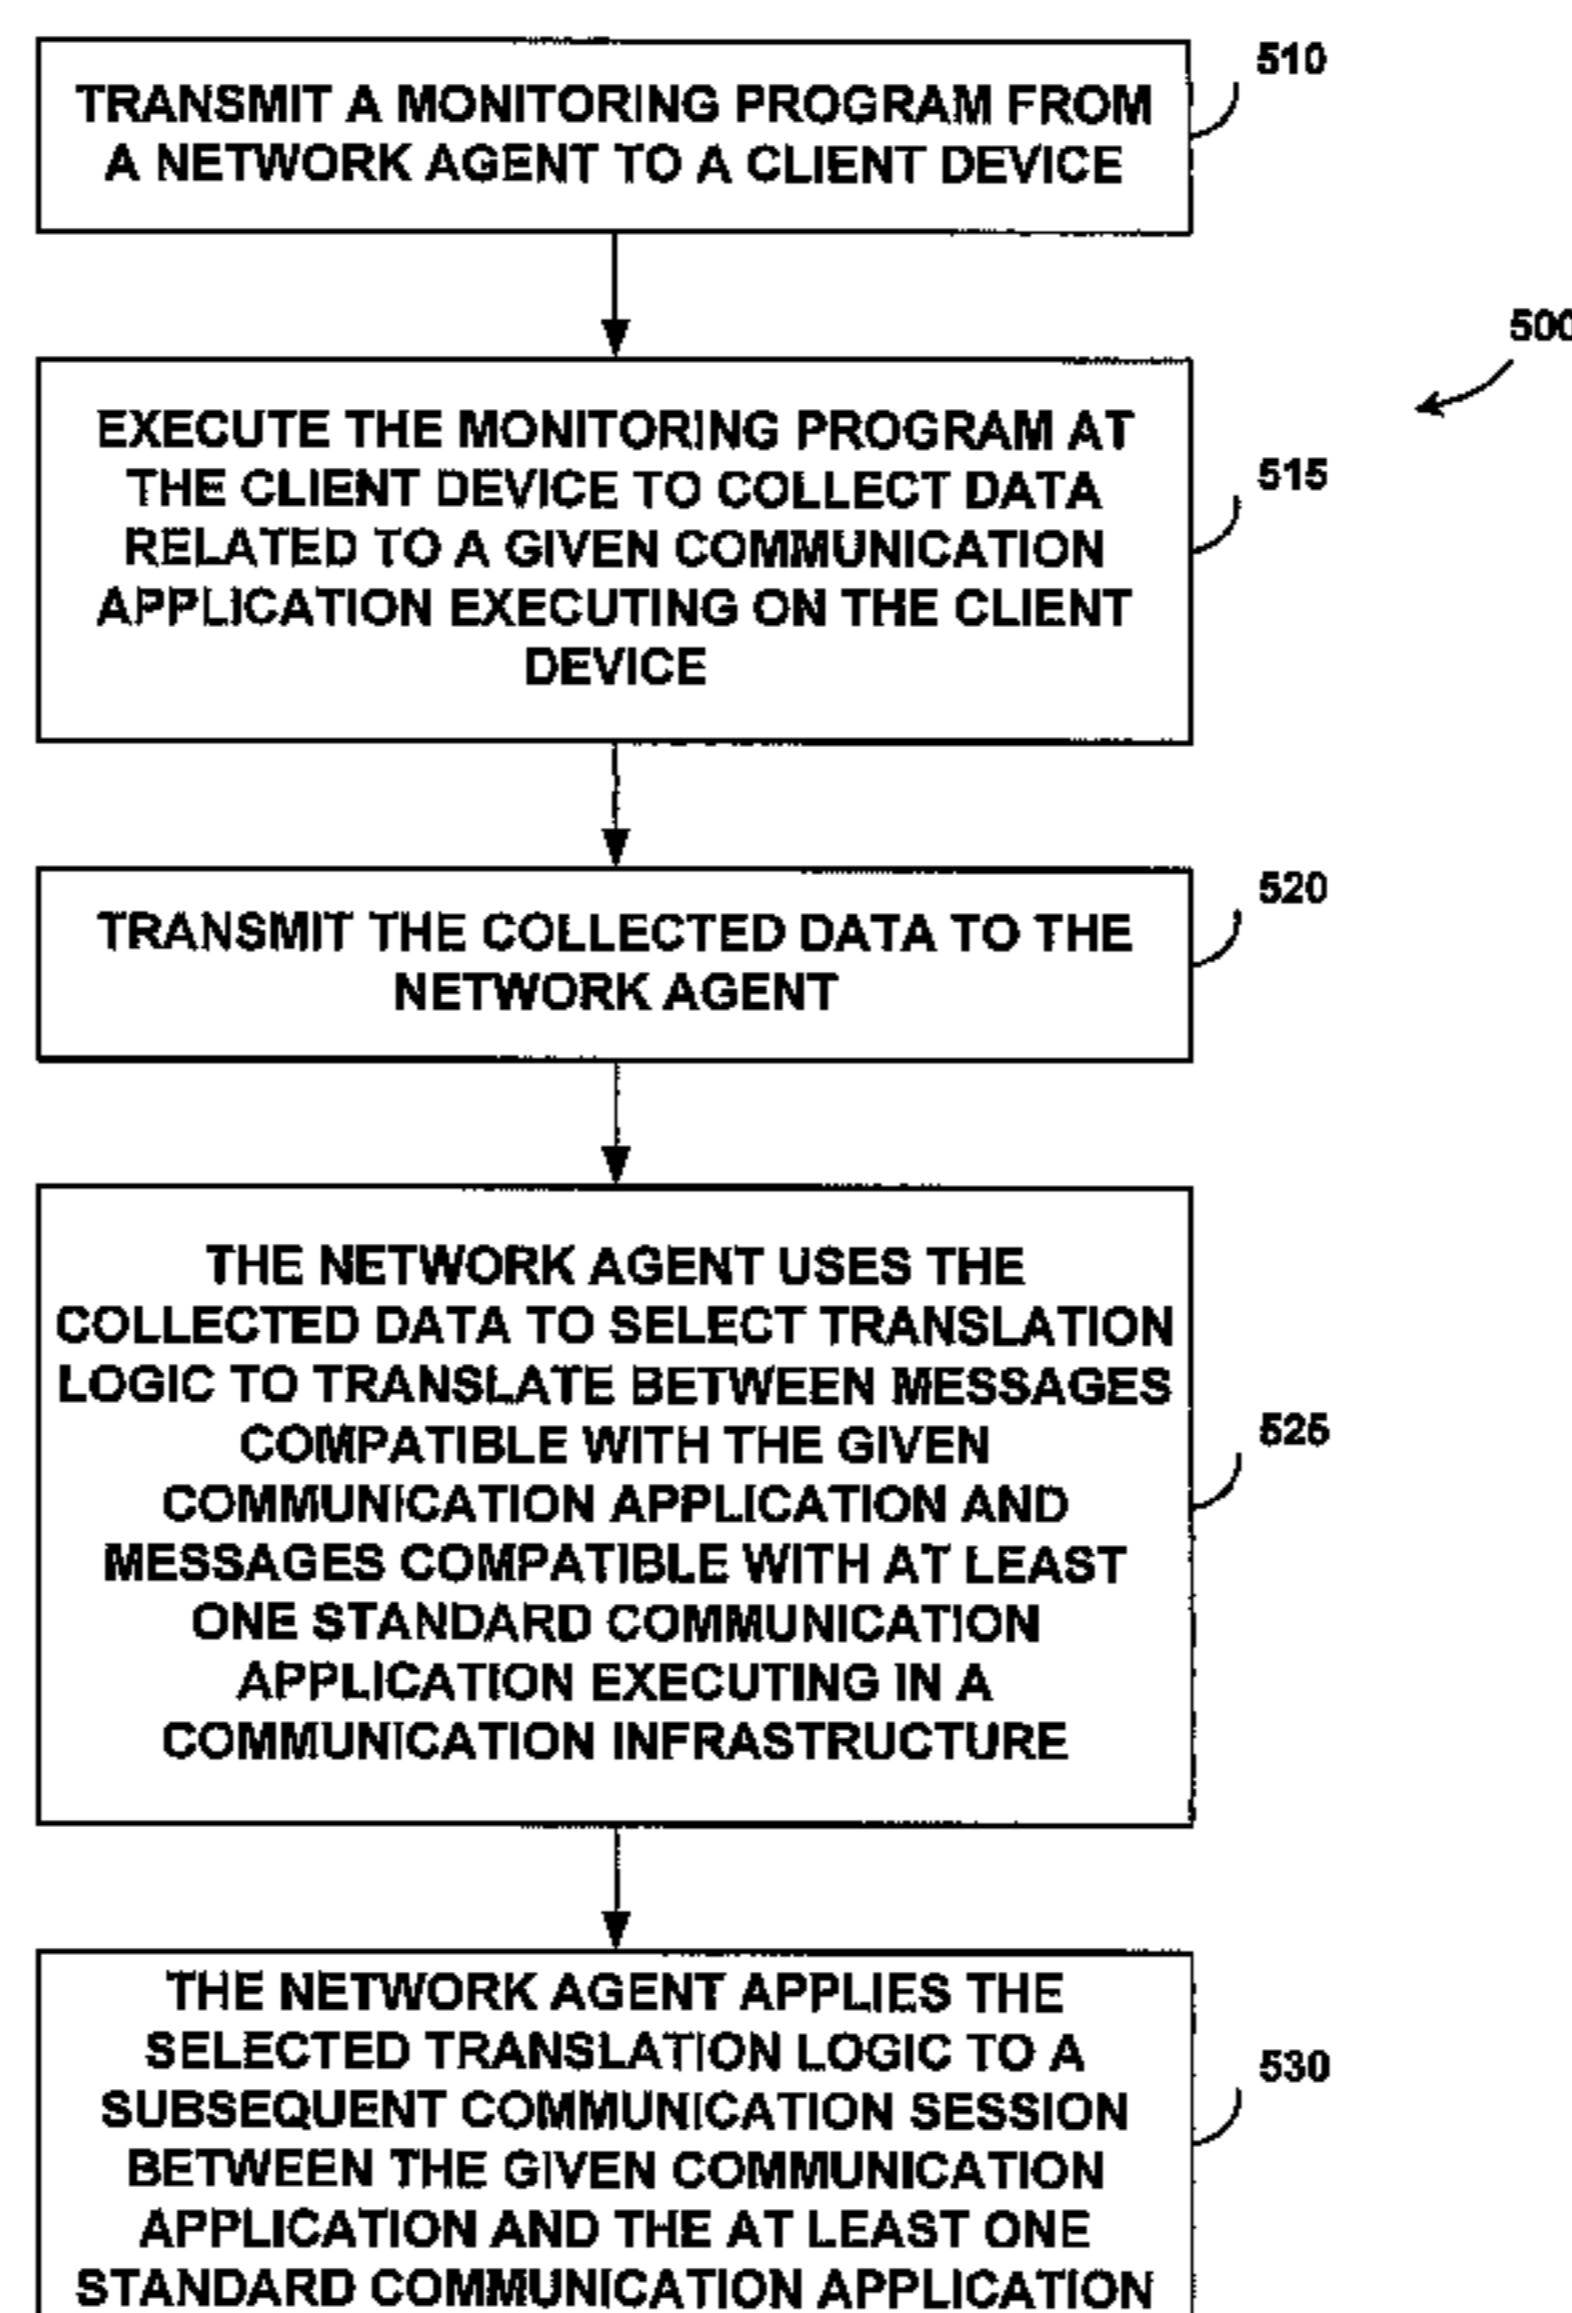 TRANSMIT A MONITORING PROGRAM FROM
A NETWORK AGENT TO A CLIENT DEVICE
510
500
EXECUTE THE MONITORING PROGRAM AT
THE CLIENT DEVICE TO COLLECT DATA
RELATED TO A GIVEN COMMUNICATION
APPLICATION EXECUTING ON THE CLIENT
DEVICE
515
TRANSMIT THE COLLECTED DATA TO THE
NETWORK AGENT
520
THE NETWORK AGENT USES THE
COLLECTED DATA TO SELECT TRANSLATION
LOGIC TO TRANSLATE BETWEEN MESSAGES
COMPATIBLE WITH THE GIVEN
COMMUNICATION APPLICATION AND
MESSAGES COMPATIBLE WITH AT LEAST
ONE STANDARD COMMUNICATION
APPLICATION EXECUTING IN A
COMMUNICATION INFRASTRUCTURE
525
THE NETWORK AGENT APPLIES THE
SELECTED TRANSLATION LOGIC TO A
SUBSEQUENT COMMUNICATION SESSION
BETWEEN THE GIVEN COMMUNICATION
APPLICATION AND THE AT LEAST ONE
STANDARD COMMUNICATION APPLICATION
530